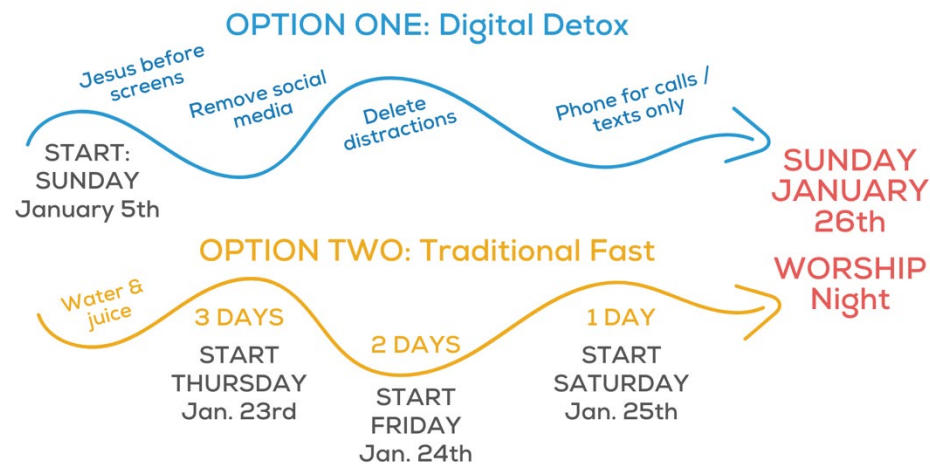 OPTION ONE: Digital Detox
Jesus before
screens
Remove social
media
Delete
distractions
Phone for calls /
texts only
START:
SUNDAY
January 5th
SUNDAY
JANUARY
26th
WORSHIP
Night
OPTION TWO: Traditional Fast
Water &
juice
3 DAYS
START
THURSDAY
Jan. 23rd
2 DAYS
START
FRIDAY
Jan. 24th
1 DAY
START
SATURDAY
Jan. 25th